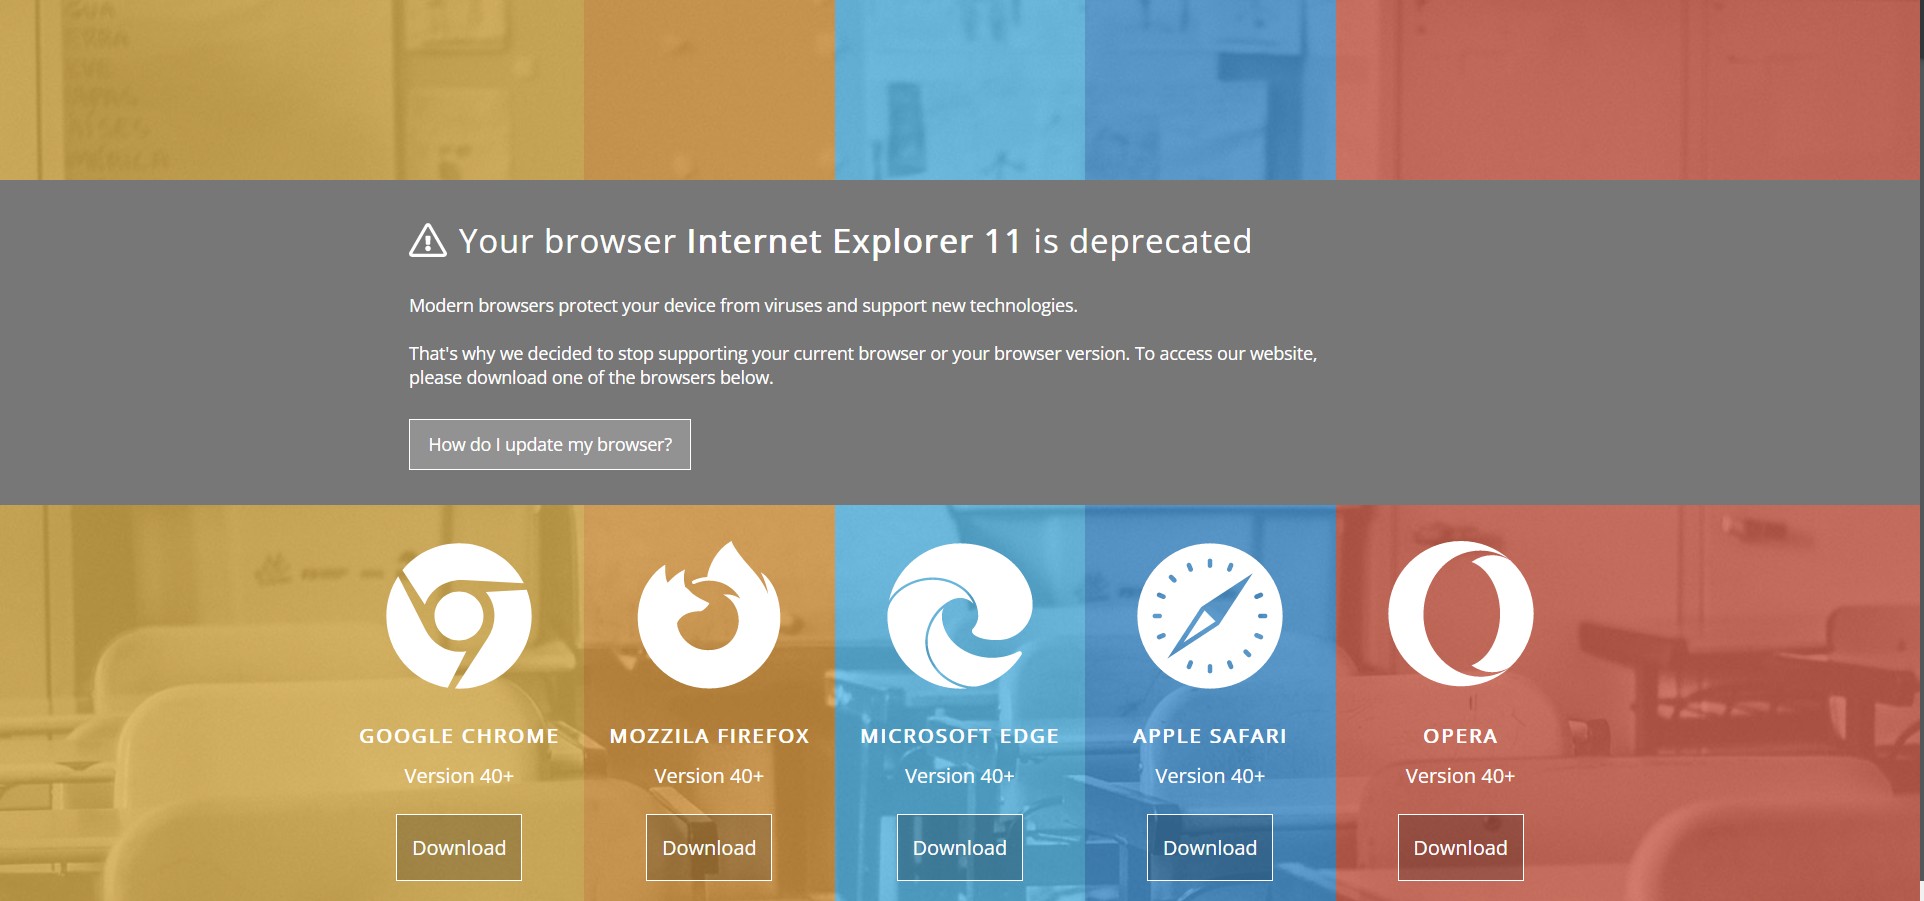 Your browser Internet Explorer 11 is deprecated
Modern browsers protect your device from viruses and support new technologies.
That's why we decided to stop supporting your current browser or your browser version. To access our website,
please download one of the browsers below.
How do I update my browser?
GOOGLE CHROME
Version 40+
Download
MOZZILA FIREFOX
Version 40+
Download
MICROSOFT EDGE
Version 40+
Download
APPLE SAFARI
Version 40+
Download
OPERA
Version 40+
Download